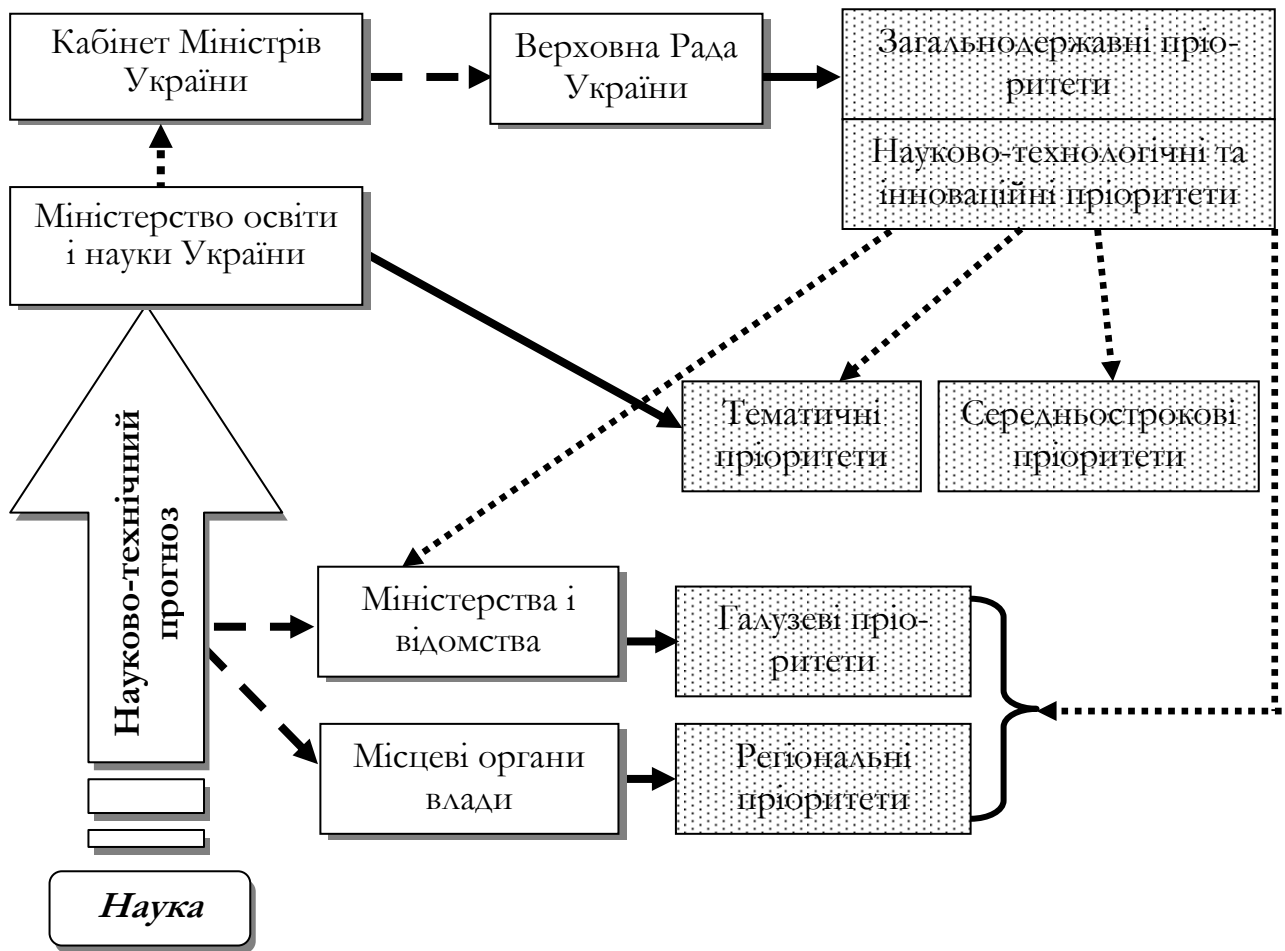 Кабінет Міністрів
України
Верховна Рада
України
Загальнодержавні пріо-
ритети
Науково-технологічні та
інноваційні пріоритети
Міністерство освіти
і науки України
Тематичні
пріоритети
Середньострокові
пріоритети
Науково-технічний
прогноз
Міністерства і
відомства
Галузеві пріо-
ритети
Місцеві органи
влади
Регіональні
пріоритети
Наука